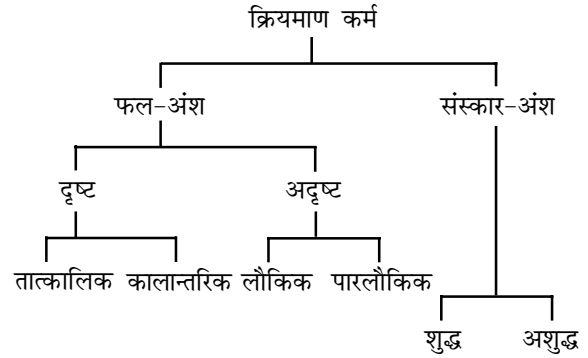 क्रियमाण कर्म
फल-अंश संस्कार-अंश
दृष्ट अदृष्ट
तात्कालिक कालान्तरिक लौकिक पारलौकिक
शुद्ध अशुद्ध